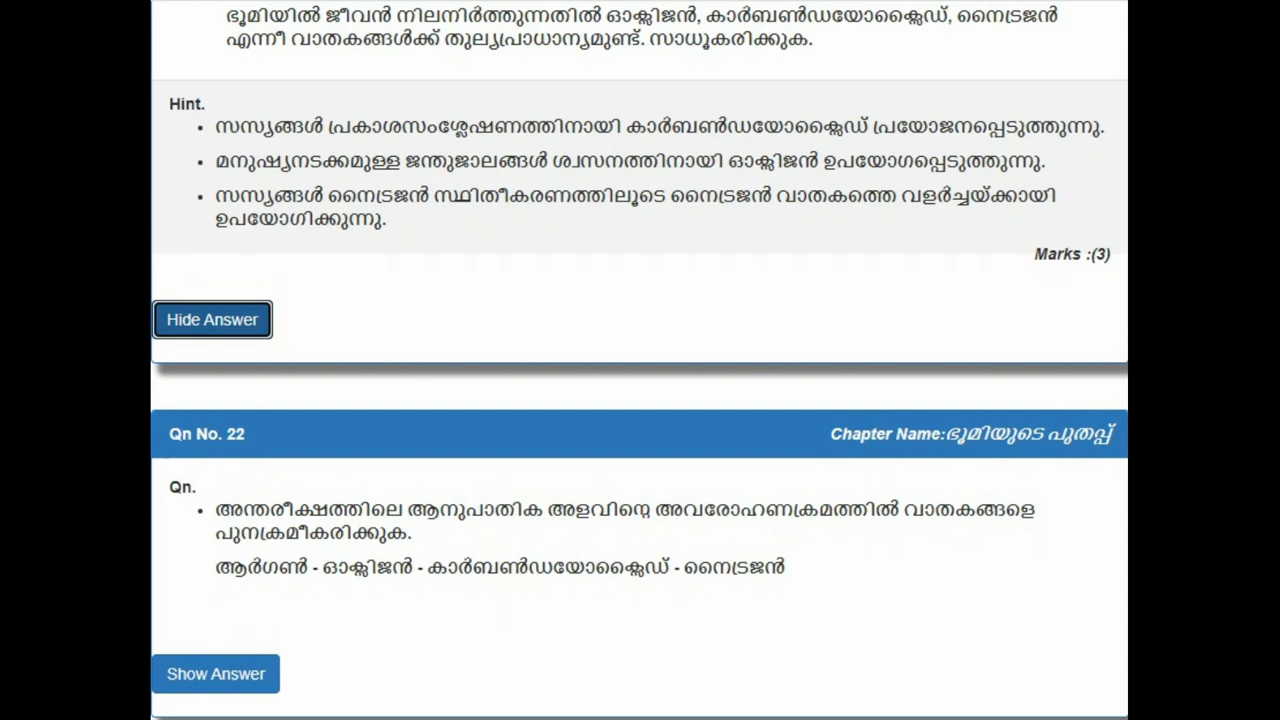 ഭൂമിയിൽ ജീവൻ നിലനിർത്തുന്നതിൽ ഓക്സിജൻ, കാർബൺഡയോക്സൈഡ്, നൈട്രജൻ
എന്നീ വാതകങ്ങൾക്ക് തുല്യപ്രാധാന്യമുണ്ട്. സാധൂകരിക്കുക.
Hint.
• സസ്യങ്ങൾ പ്രകാശസംശ്ലേഷണത്തിനായി കാർബൺഡയോക്സൈഡ് പ്രയോജനപ്പെടുത്തുന്നു.
• മനുഷ്യനടക്കമുള്ള ജന്തുജാലങ്ങൾ ശ്വസനത്തിനായി ഓക്സിജൻ ഉപയോഗപ്പെടുത്തുന്നു.
• സസ്യങ്ങൾ നൈട്രജൻ സ്ഥിതീകരണത്തിലൂടെ നൈട്രജൻ വാതകത്തെ വളർച്ചയ്ക്കായി
ഉപയോഗിക്കുന്നു.
Marks :(3)
Hide Answer
Qn No. 22 Chapter Name:ഭൂമിയുടെ പുതപ്പ്
Qn.
• അന്തരീക്ഷത്തിലെ ആനുപാതിക അളവിന്റെ അവരോഹണക്രമത്തിൽ വാതകങ്ങളെ
പുനക്രമീകരിക്കുക.
ആർഗൺ - ഓക്സിജൻ - കാർബൺഡയോക്സൈഡ് - നൈട്രജൻ
Show Answer